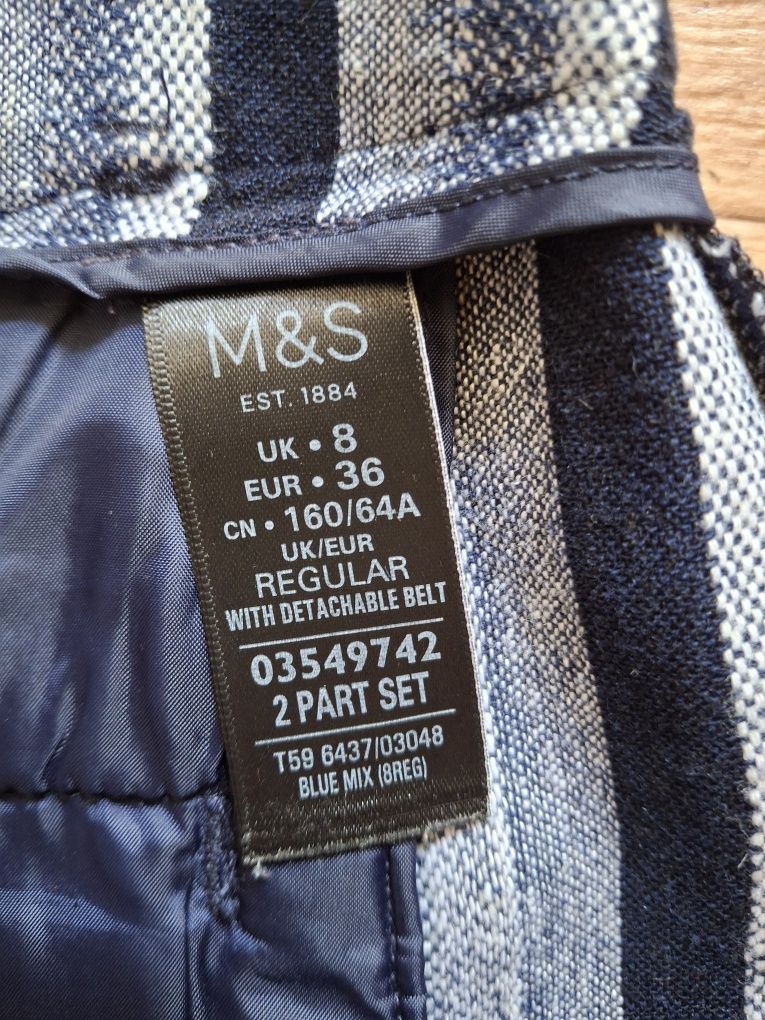 M&S
EST. 1884
UK • 8
EUR • 36
CN • 160/64A
UK/EUR
REGULAR
WITH DETACHABLE BELT
03549742
2 PART SET
T59 6437/03048
BLUE MIX (8REG)